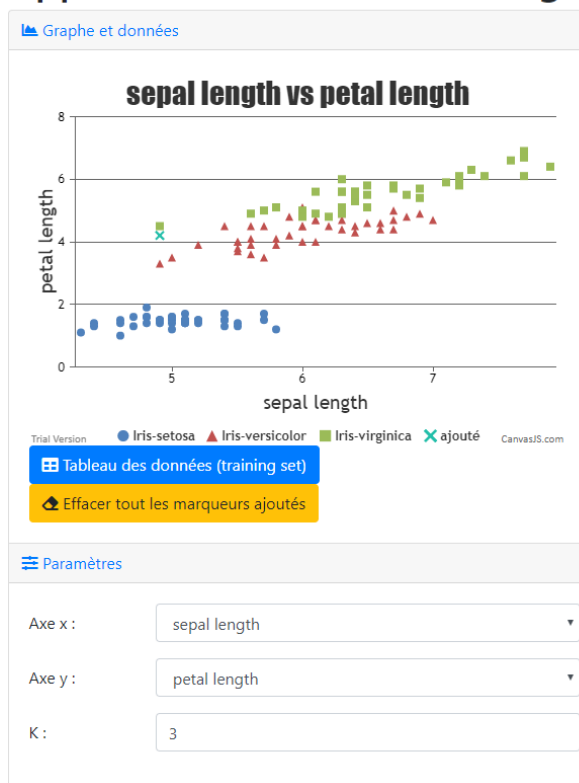 Graphe et données
sepal length vs petal length
8
6
4
2
0
petal length
5 6 7
sepal length
Trial Version Iris-setosa Iris-versicolor Iris-virginica ajouté CanvasJS.com
Tableau des données (training set)
Effacer tout les marqueurs ajoutés
Paramètres
Axe x : sepal length
Axe y : petal length
K : 3